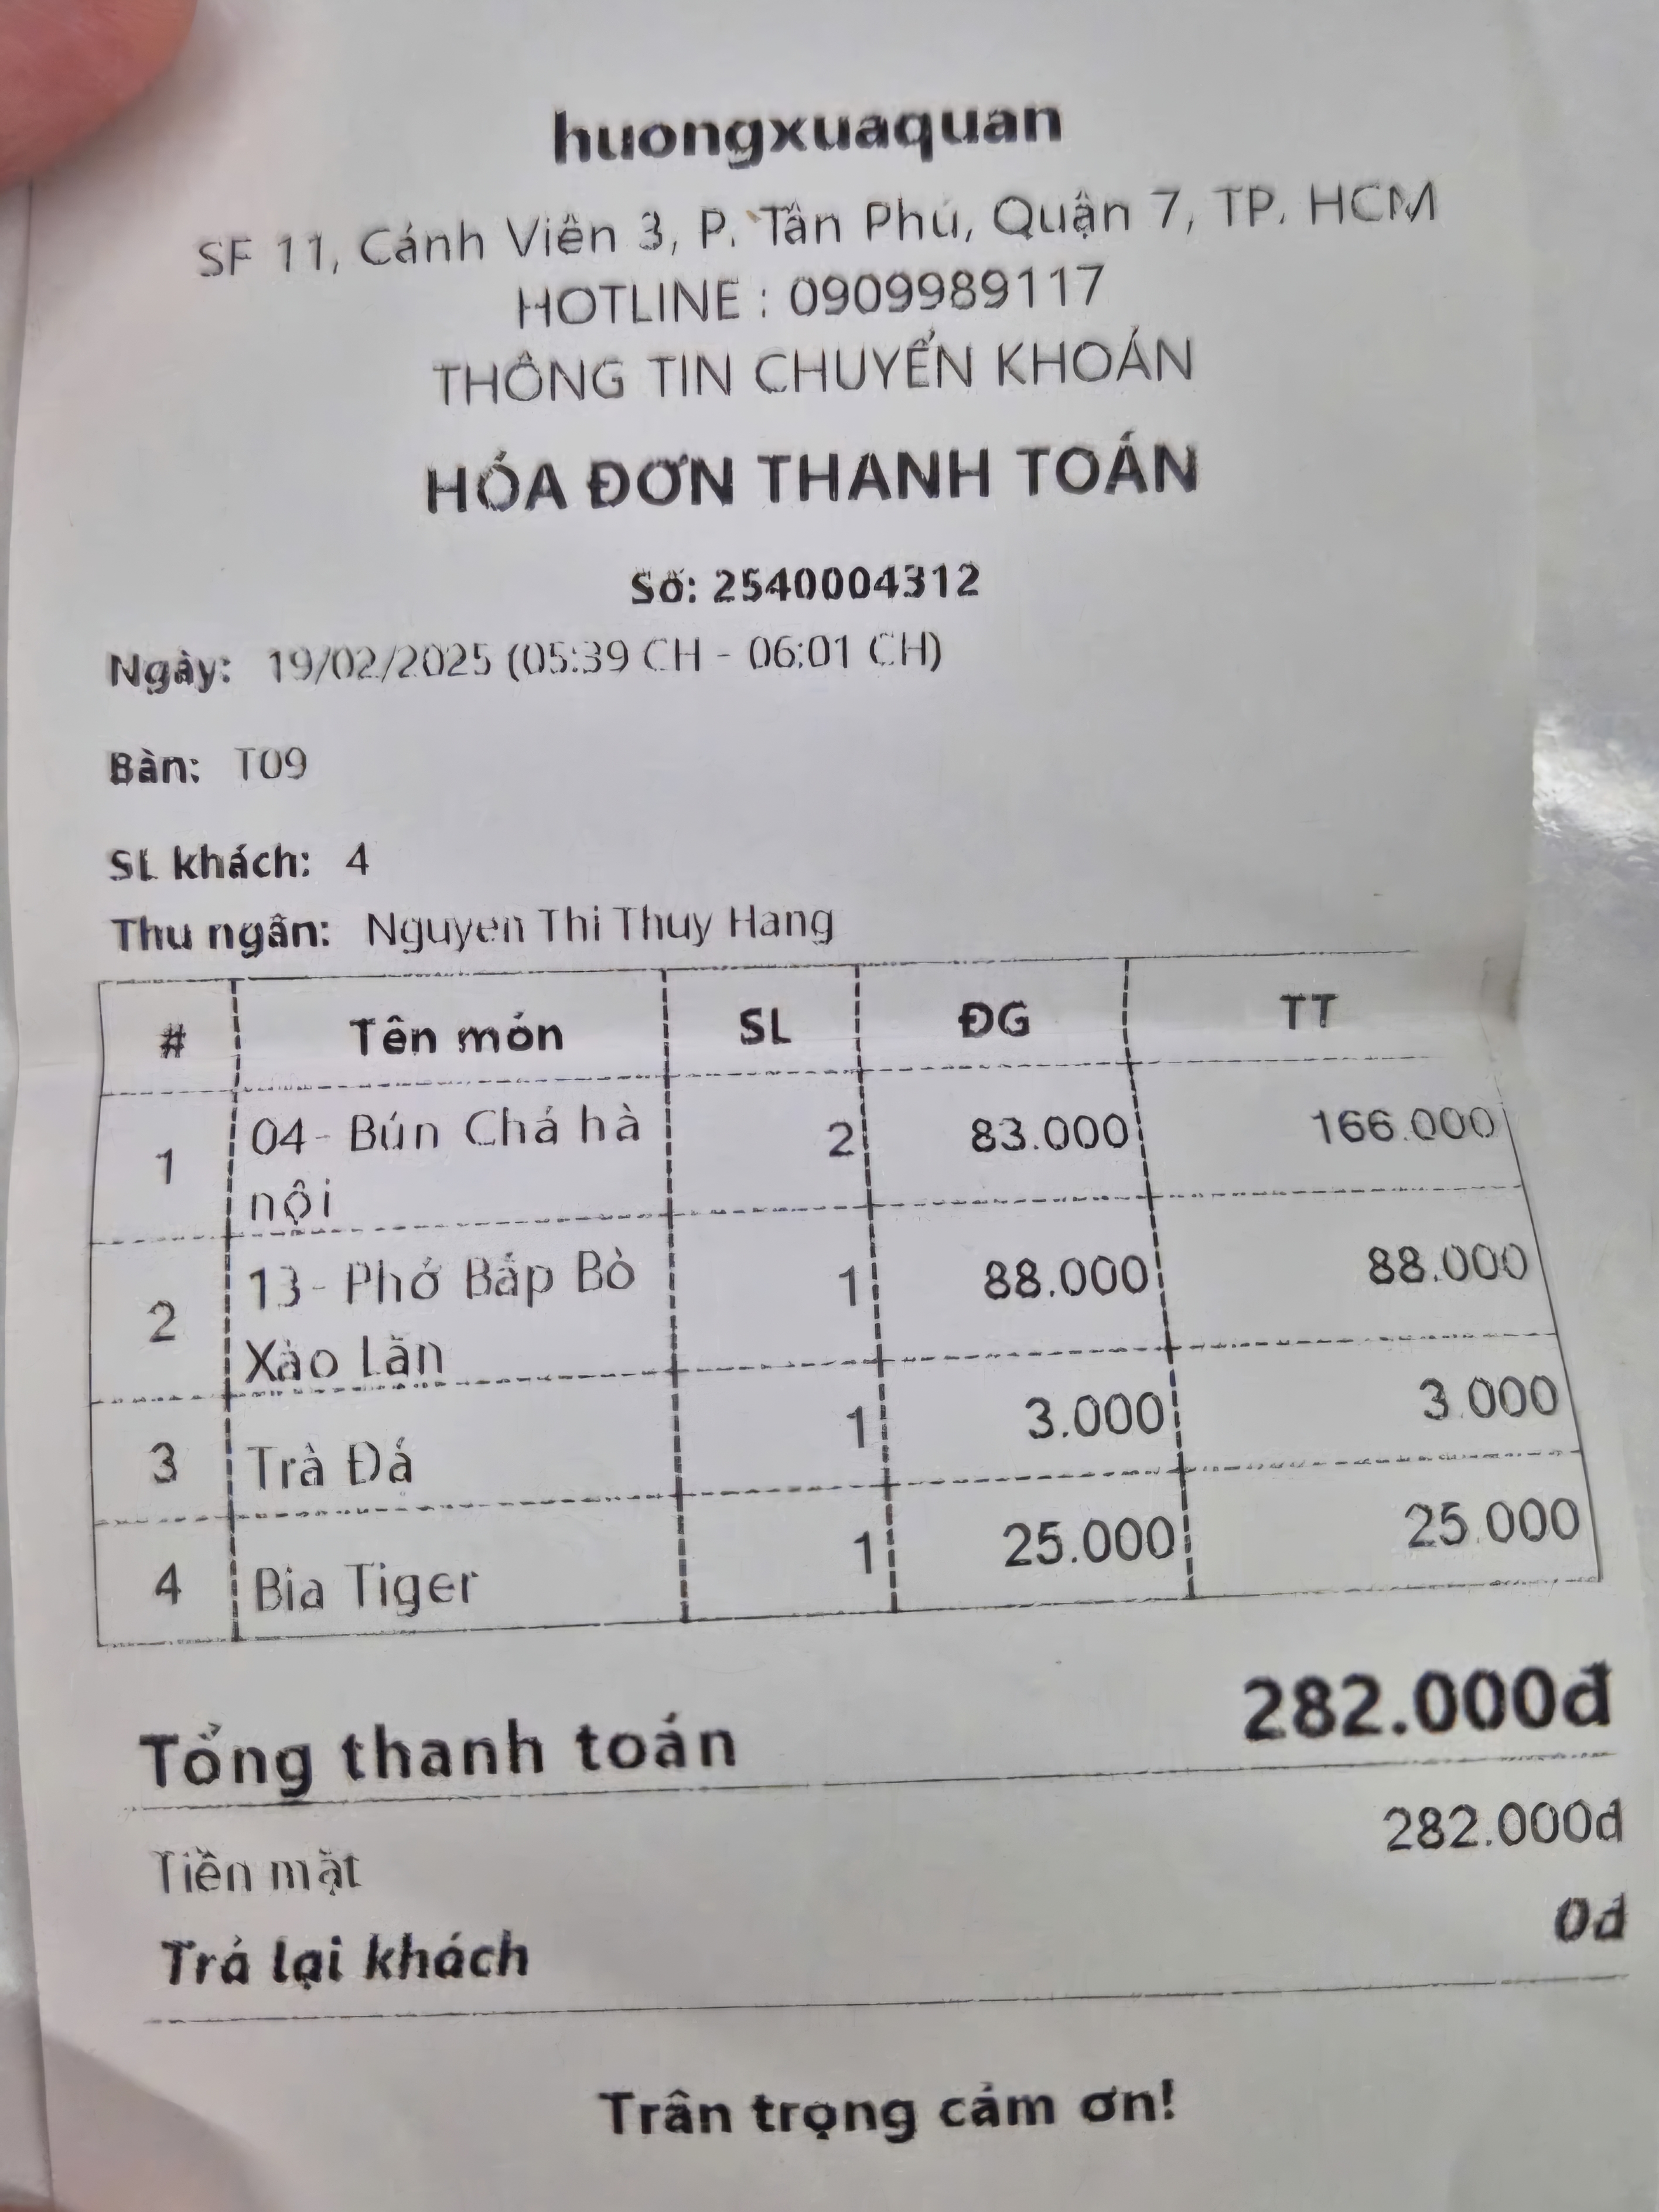 huongxuaquan
SF 11, Cảnh Viên 3, P. Tân Phú, Quận 7, TP. HCM
HOTLINE : 0909989117
THÔNG TIN CHUYỂN KHOẢN
HÓA ĐƠN THANH TOÁN
Số: 2540004312
Ngày: 19/02/2025 (05:39 CH - 06:01 CH)
Bàn: T09
SL khách: 4
Thu ngân: Nguyen Thi Thuy Hang
# Tên món SL ĐG TT
1 04- Bún Chả hà 2 83.000 166.000
nội
2 13- Phở Bắp Bò 1 88.000 88.000
Xào Lăn
3 Trà Đá 1 3.000 3.000
4 Bia Tiger 1 25.000 25.000
Tổng thanh toán 282.000đ
Tiền mặt 282.000đ
Trả lại khách 0đ
Trân trọng cảm ơn!